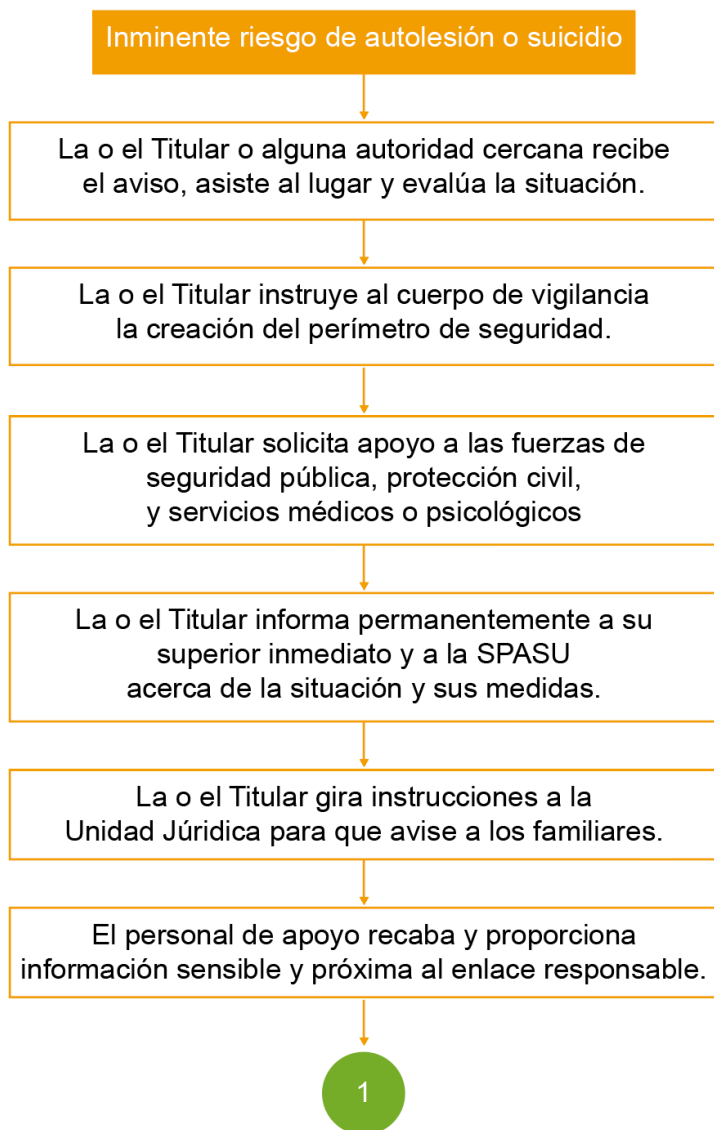 Inminente riesgo de autolesión o suicidio
La o el Titular o alguna autoridad cercana recibe
el aviso, asiste al lugar y evalúa la situación.
La o el Titular instruye al cuerpo de vigilancia
la creación del perímetro de seguridad.
La o el Titular solicita apoyo a las fuerzas de
seguridad pública, protección civil,
y servicios médicos o psicológicos
La o el Titular informa permanentemente a su
superior inmediato y a la SPASU
acerca de la situación y sus medidas.
La o el Titular gira instrucciones a la
Unidad Júridica para que avise a los familiares.
El personal de apoyo recaba y proporciona
información sensible y próxima al enlace responsable.
1